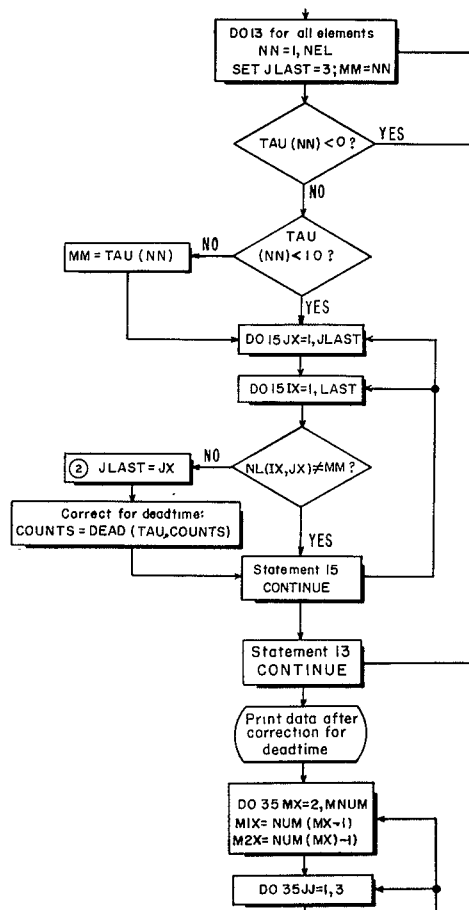 DO 13 for all elements
NN=1, NEL
SET JLAST=3; MM=NN
TAU (NN) <0?
YES
NO
TAU
(NN)<10?
NO
MM = TAU (NN)
YES
DO 15 JX=1, JLAST
DO 15 IX=1, LAST
NL(IX,JX)≠MM?
NO
② JLAST=JX
Correct for deadtime:
COUNTS = DEAD (TAU, COUNTS)
YES
Statement 15
CONTINUE
Statement 13
CONTINUE
Print data after
correction for
deadtime
DO 35 MX=2, MNUM
M1X= NUM (MX-1)
M2X= NUM (MX)-1)
DO 35 JJ=1, 3